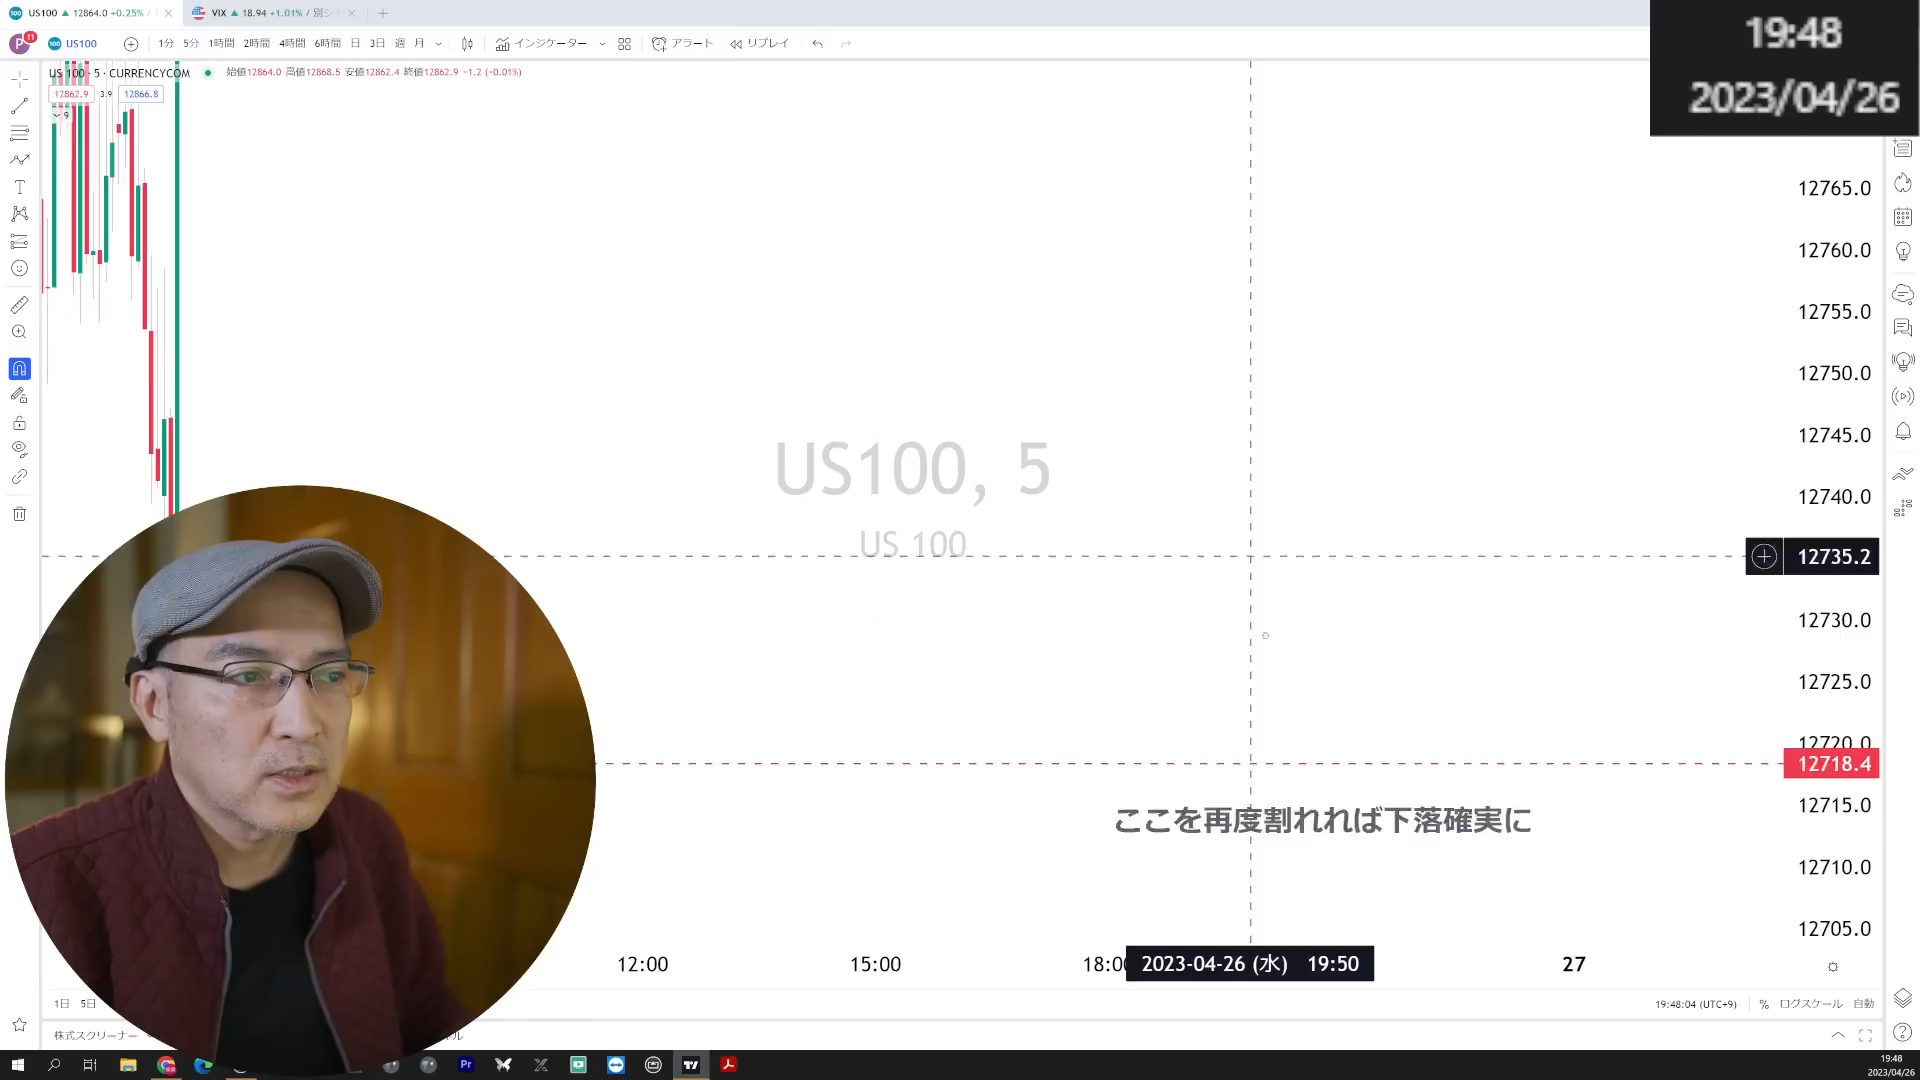 US100 ▲ 12864.0 +0.25% /
VIX ▲ 18.94 +1.01% / 別シ
19:48
2023/04/26
P 11
100 US100
1分 5分 1時間 2時間 4時間 6時間 日 3日 週 月
インジケーター
アラート
リプレイ
US 100 · 5 · CURRENCYCOM
始値12864.0 高値12868.5 安値12862.4 終値12862.9 −1.2 (−0.01%)
12862.9 3.9 12866.8
9
12765.0
12760.0
12755.0
12750.0
12745.0
12740.0
12735.2
12730.0
12725.0
12720.0
12718.4
12715.0
12710.0
12705.0
US100, 5
US 100
ここを再度割れれば下落確実に
12:00 15:00 18:00 2023-04-26 (水) 19:50 27
1日 5日
19:48:04 (UTC+9) % ログスケール 自動
株式スクリーナー
19:48
2023/04/26